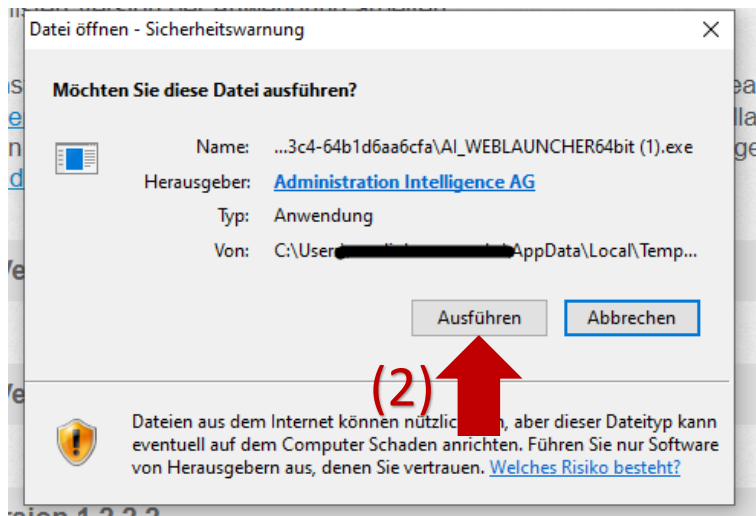 Datei öffnen - Sicherheitswarnung
Möchten Sie diese Datei ausführen?
Name: ...3c4-64b1d6aa6cfa\AI_WEBLAUNCHER64bit (1).exe
Herausgeber: Administration Intelligence AG
Typ: Anwendung
Von: C:\User AppData\Local\Temp...
Ausführen Abbrechen
(2)
Dateien aus dem Internet können nützlich, aber dieser Dateityp kann
eventuell auf dem Computer Schaden anrichten. Führen Sie nur Software
von Herausgebern aus, denen Sie vertrauen. Welches Risiko besteht?